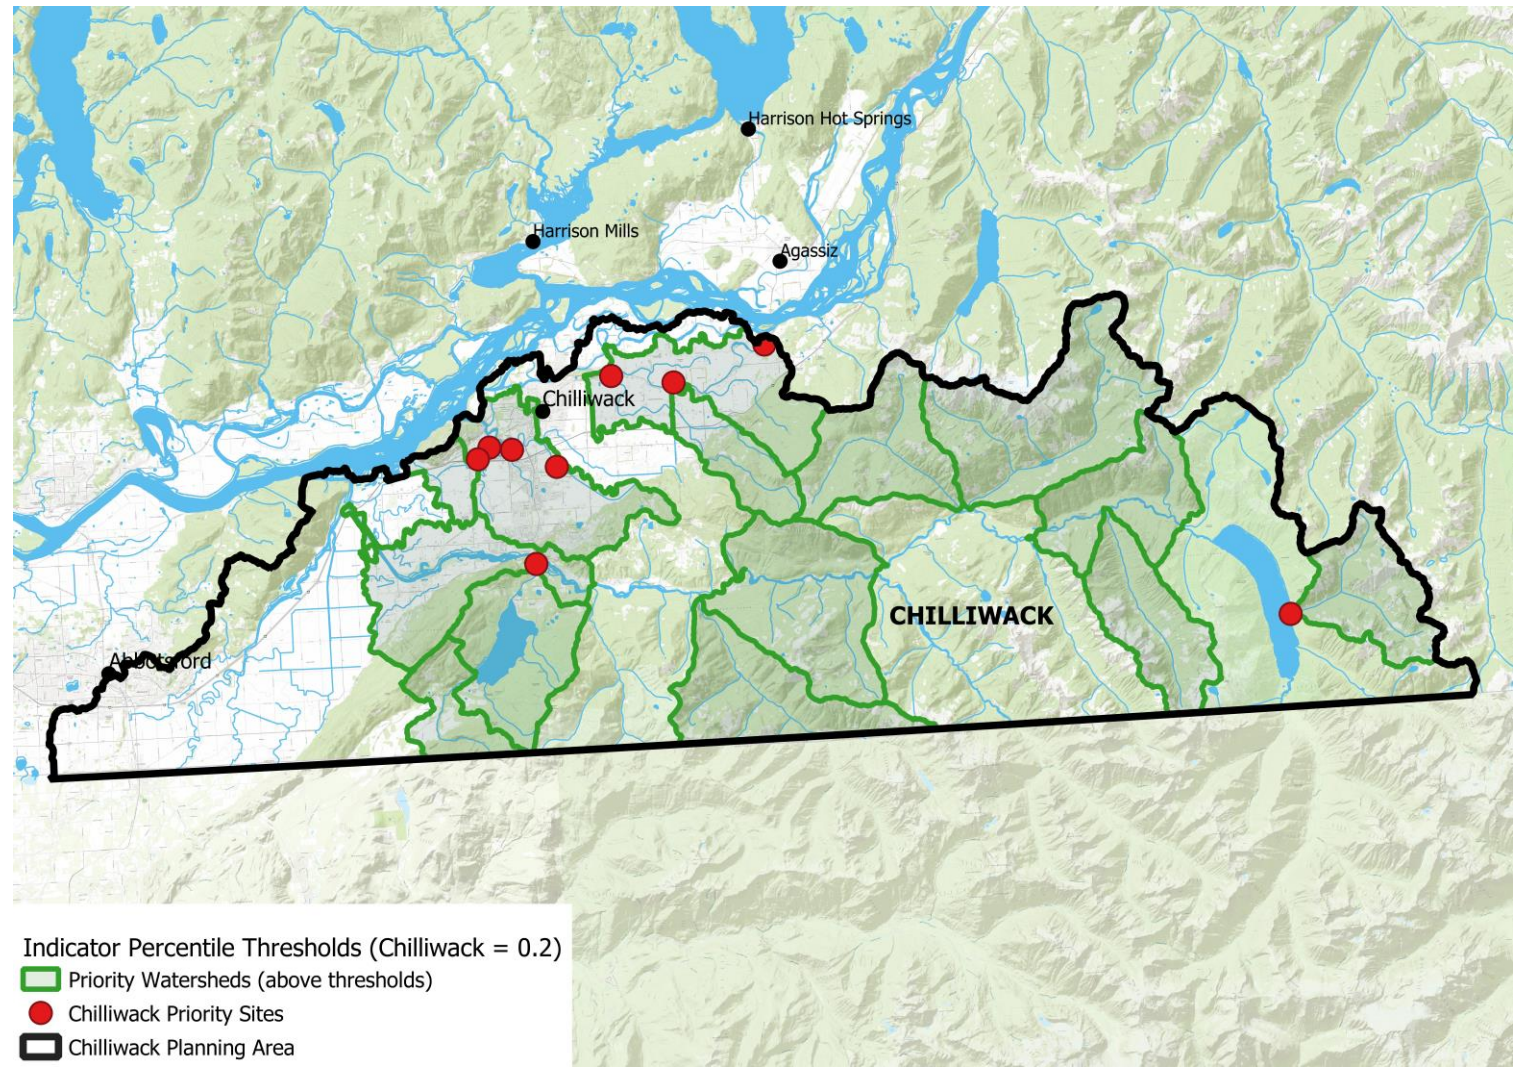 Harrison Hot Springs
Harrison Mills
Agassiz
Chilliwack
CHILLIWACK
Abbotsford
Indicator Percentile Thresholds (Chilliwack = 0.2)
Priority Watersheds (above thresholds)
Chilliwack Priority Sites
Chilliwack Planning Area